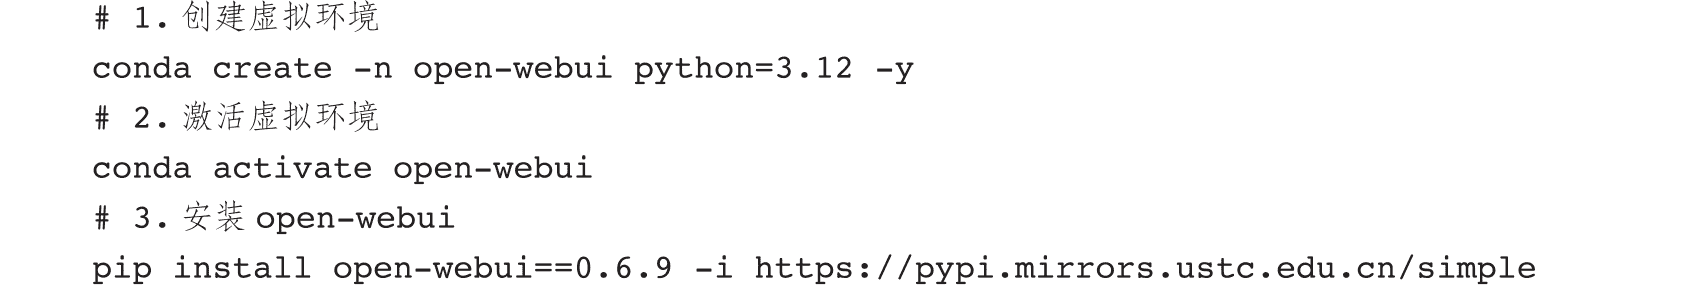 # 1. 创建虚拟环境
conda create -n open-webui python=3.12 -y
# 2. 激活虚拟环境
conda activate open-webui
# 3. 安装 open-webui
pip install open-webui==0.6.9 -i https://pypi.mirrors.ustc.edu.cn/simple